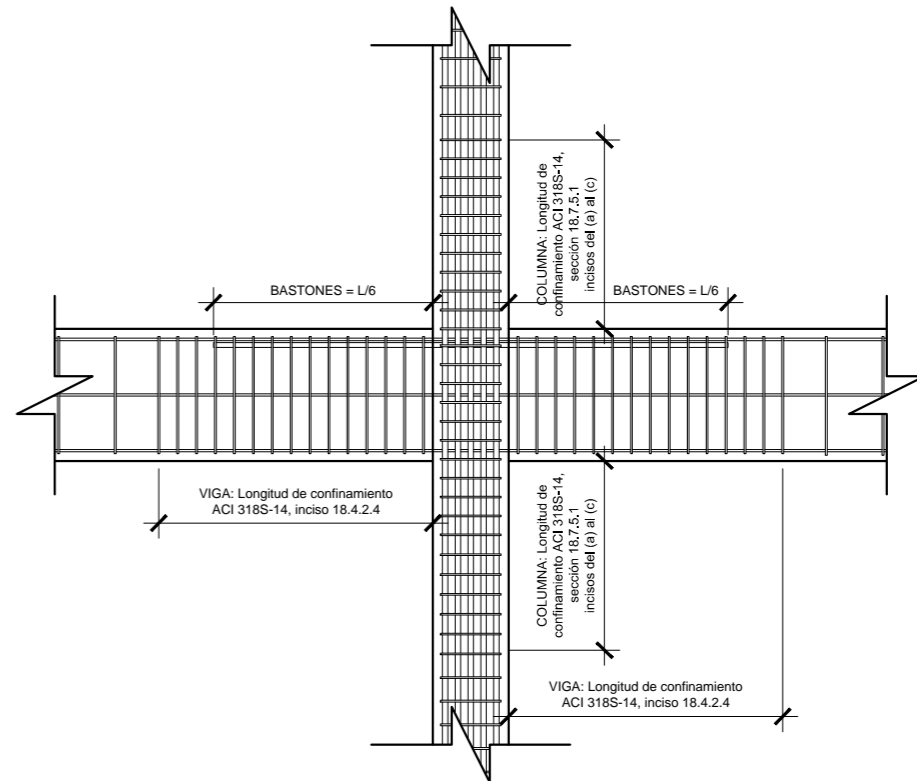 COLUMNA: Longitud de
confinamiento ACI 318S-14,
sección 18.7.5.1
incisos del (a) al (c)
BASTONES = L/6
BASTONES = L/6
VIGA: Longitud de confinamiento
ACI 318S-14, inciso 18.4.2.4
COLUMNA: Longitud de
confinamiento ACI 318S-14,
sección 18.7.5.1
incisos del (a) al (c)
VIGA: Longitud de confinamiento
ACI 318S-14, inciso 18.4.2.4